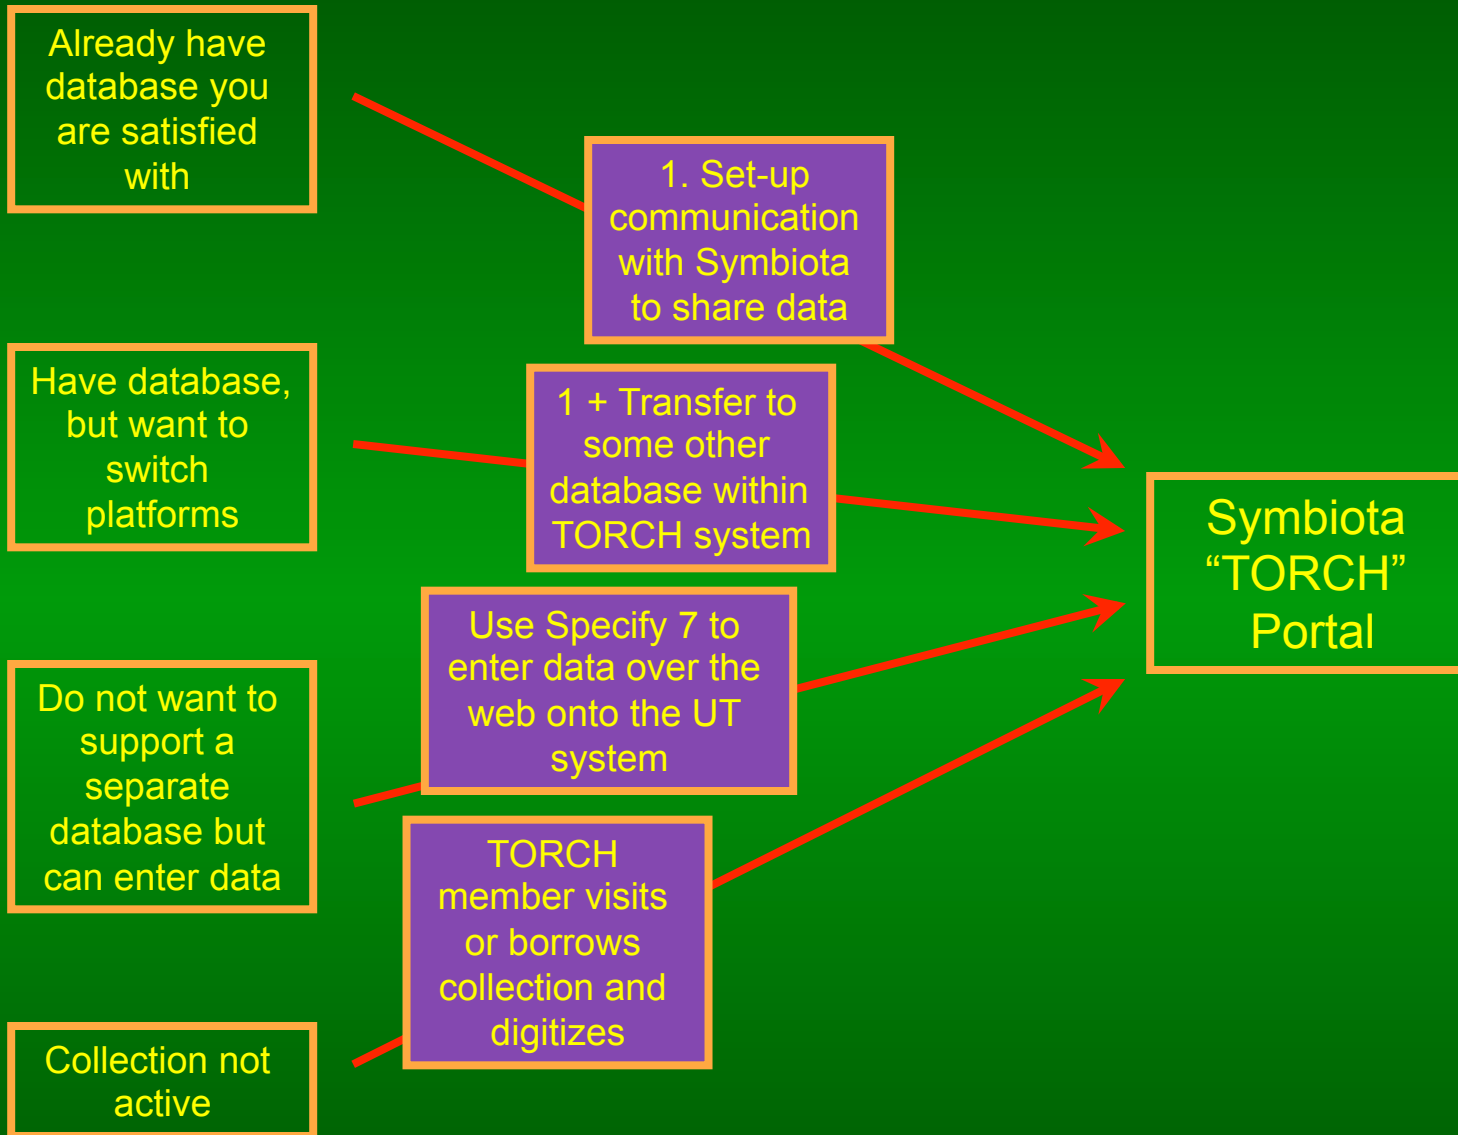 Already have
database you
are satisfied
with
1. Set-up
communication
with Symbiota
to share data
Have database,
but want to
switch
platforms
1 + Transfer to
some other
database within
TORCH system
Symbiota
“TORCH”
Portal
Do not want to
support a
separate
database but
can enter data
Use Specify 7 to
enter data over the
web onto the UT
system
Collection not
active
TORCH
member visits
or borrows
collection and
digitizes